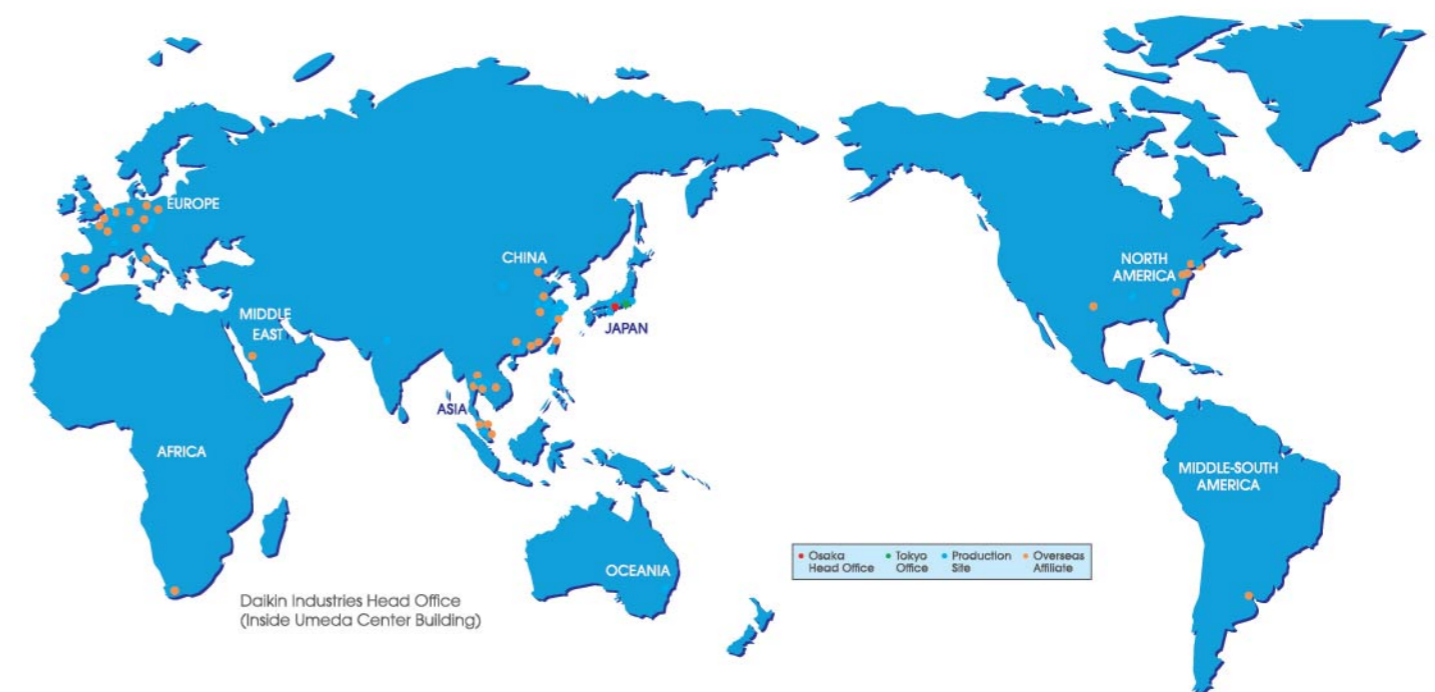 EUROPE
CHINA
NORTH
AMERICA
MIDDLE
EAST
JAPAN
ASIA
AFRICA
MIDDLE-SOUTH
AMERICA
OCEANIA
Osaka
Head Office
Tokyo
Office
Production
Site
Overseas
Affiliate
Daikin Industries Head Office
(Inside Umeda Center Building)